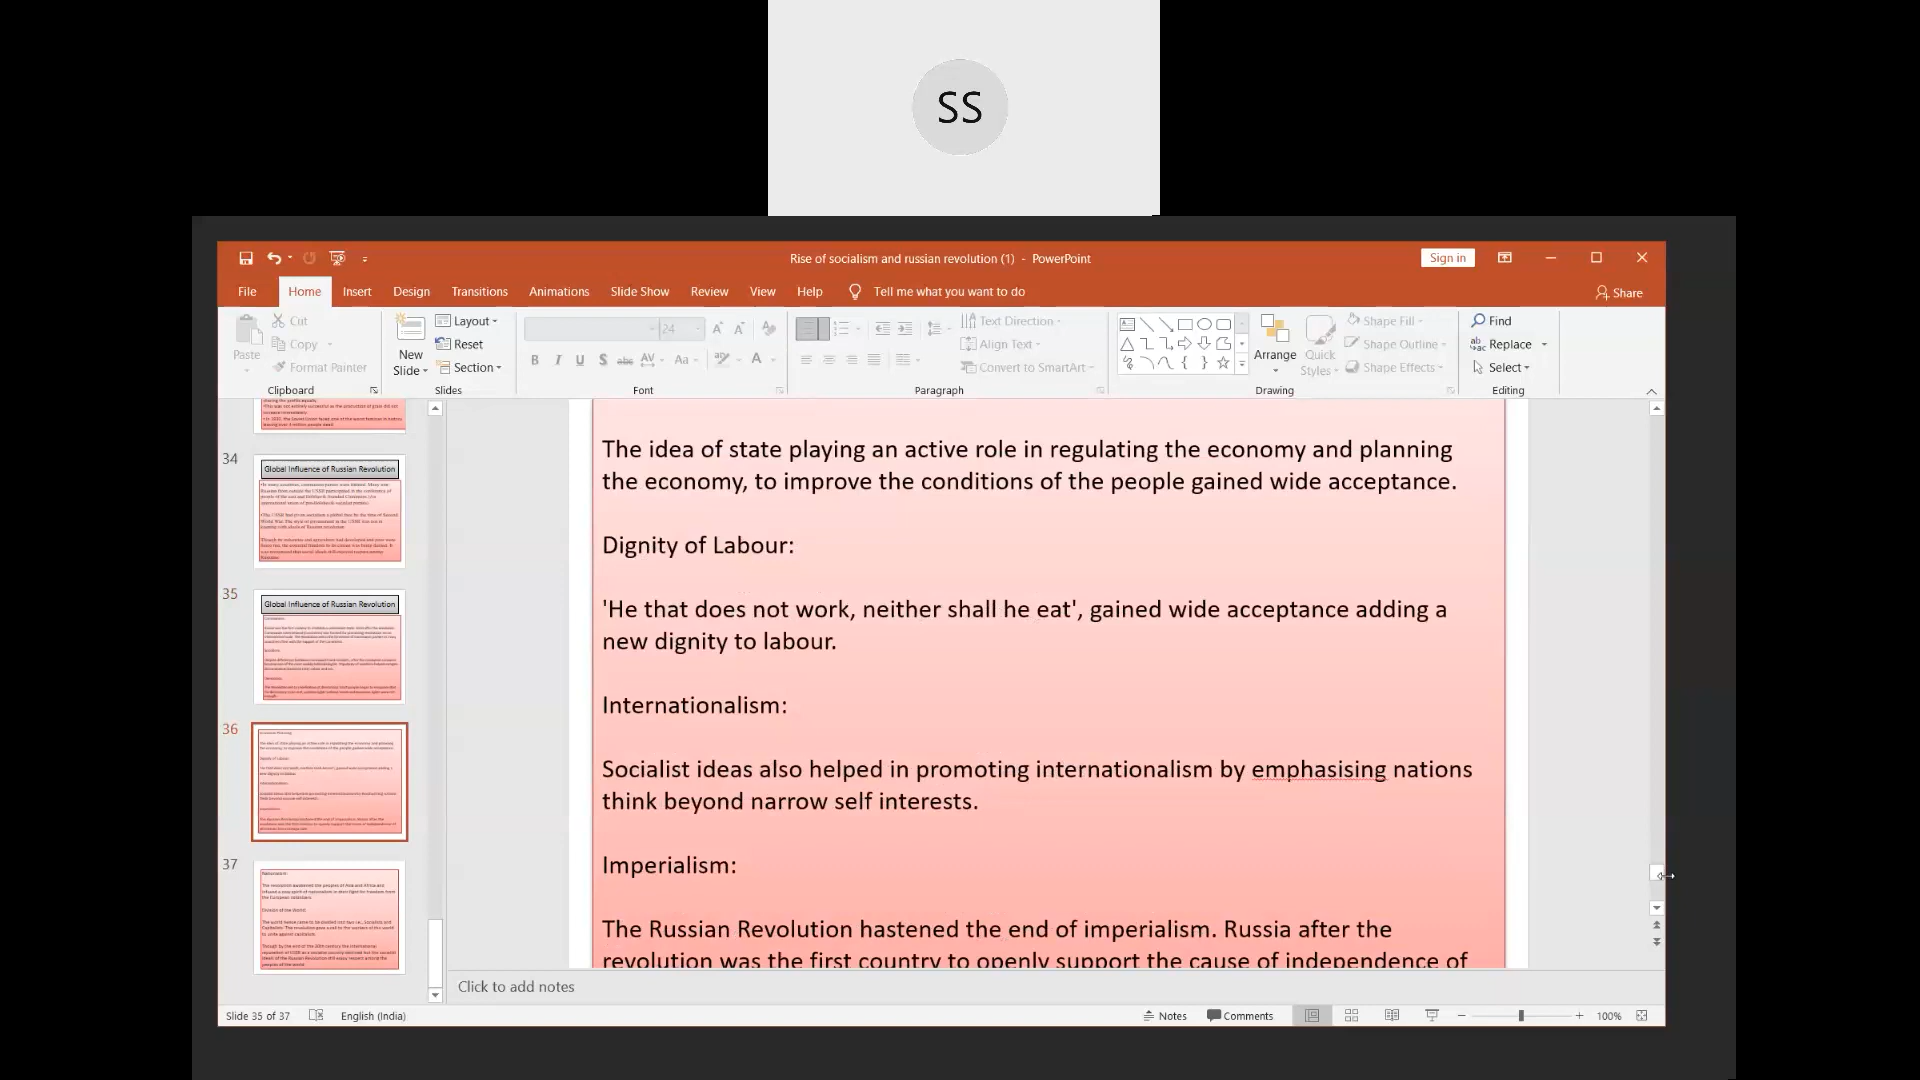 SS
Rise of socialism and russian revolution (1) - PowerPoint
Sign in
File Home Insert Design Transitions Animations Slide Show Review View Help Tell me what you want to do
Share
Paste
Cut
Copy
Format Painter
Clipboard
New
Slide
Layout
Reset
Section
Slides
24
Font
Text Direction
Align Text
Convert to SmartArt
Paragraph
Arrange
Quick
Styles
Shape Fill
Shape Outline
Shape Effects
Drawing
Find
Replace
Select
Editing
34
Global Influence of Russian Revolution
35
Global Influence of Russian Revolution
36
37
The idea of state playing an active role in regulating the economy and planning
the economy, to improve the conditions of the people gained wide acceptance.
Dignity of Labour:
'He that does not work, neither shall he eat', gained wide acceptance adding a
new dignity to labour.
Internationalism:
Socialist ideas also helped in promoting internationalism by emphasising nations
think beyond narrow self interests.
Imperialism:
The Russian Revolution hastened the end of imperialism. Russia after the
revolution was the first country to openly support the cause of independence of
Click to add notes
Slide 35 of 37 English (India) Notes Comments 100%